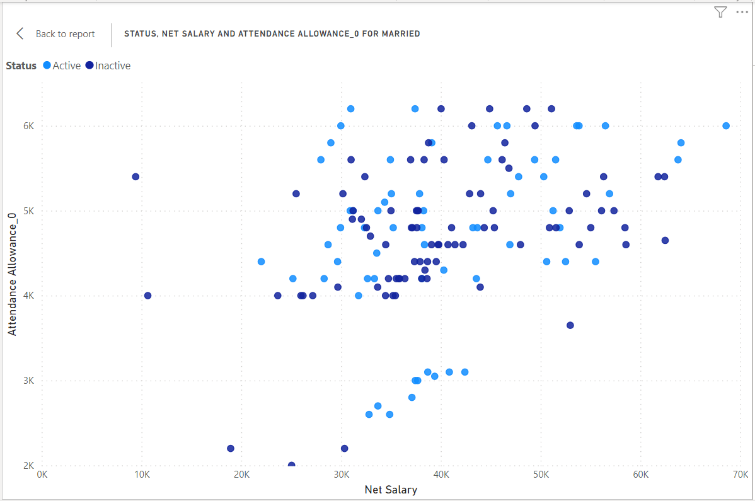 Back to report
STATUS, NET SALARY AND ATTENDANCE ALLOWANCE_0 FOR MARRIED
Status Active Inactive
Attendance Allowance_0
6K
5K
4K
3K
2K
0K 10K 20K 30K 40K 50K 60K 70K
Net Salary